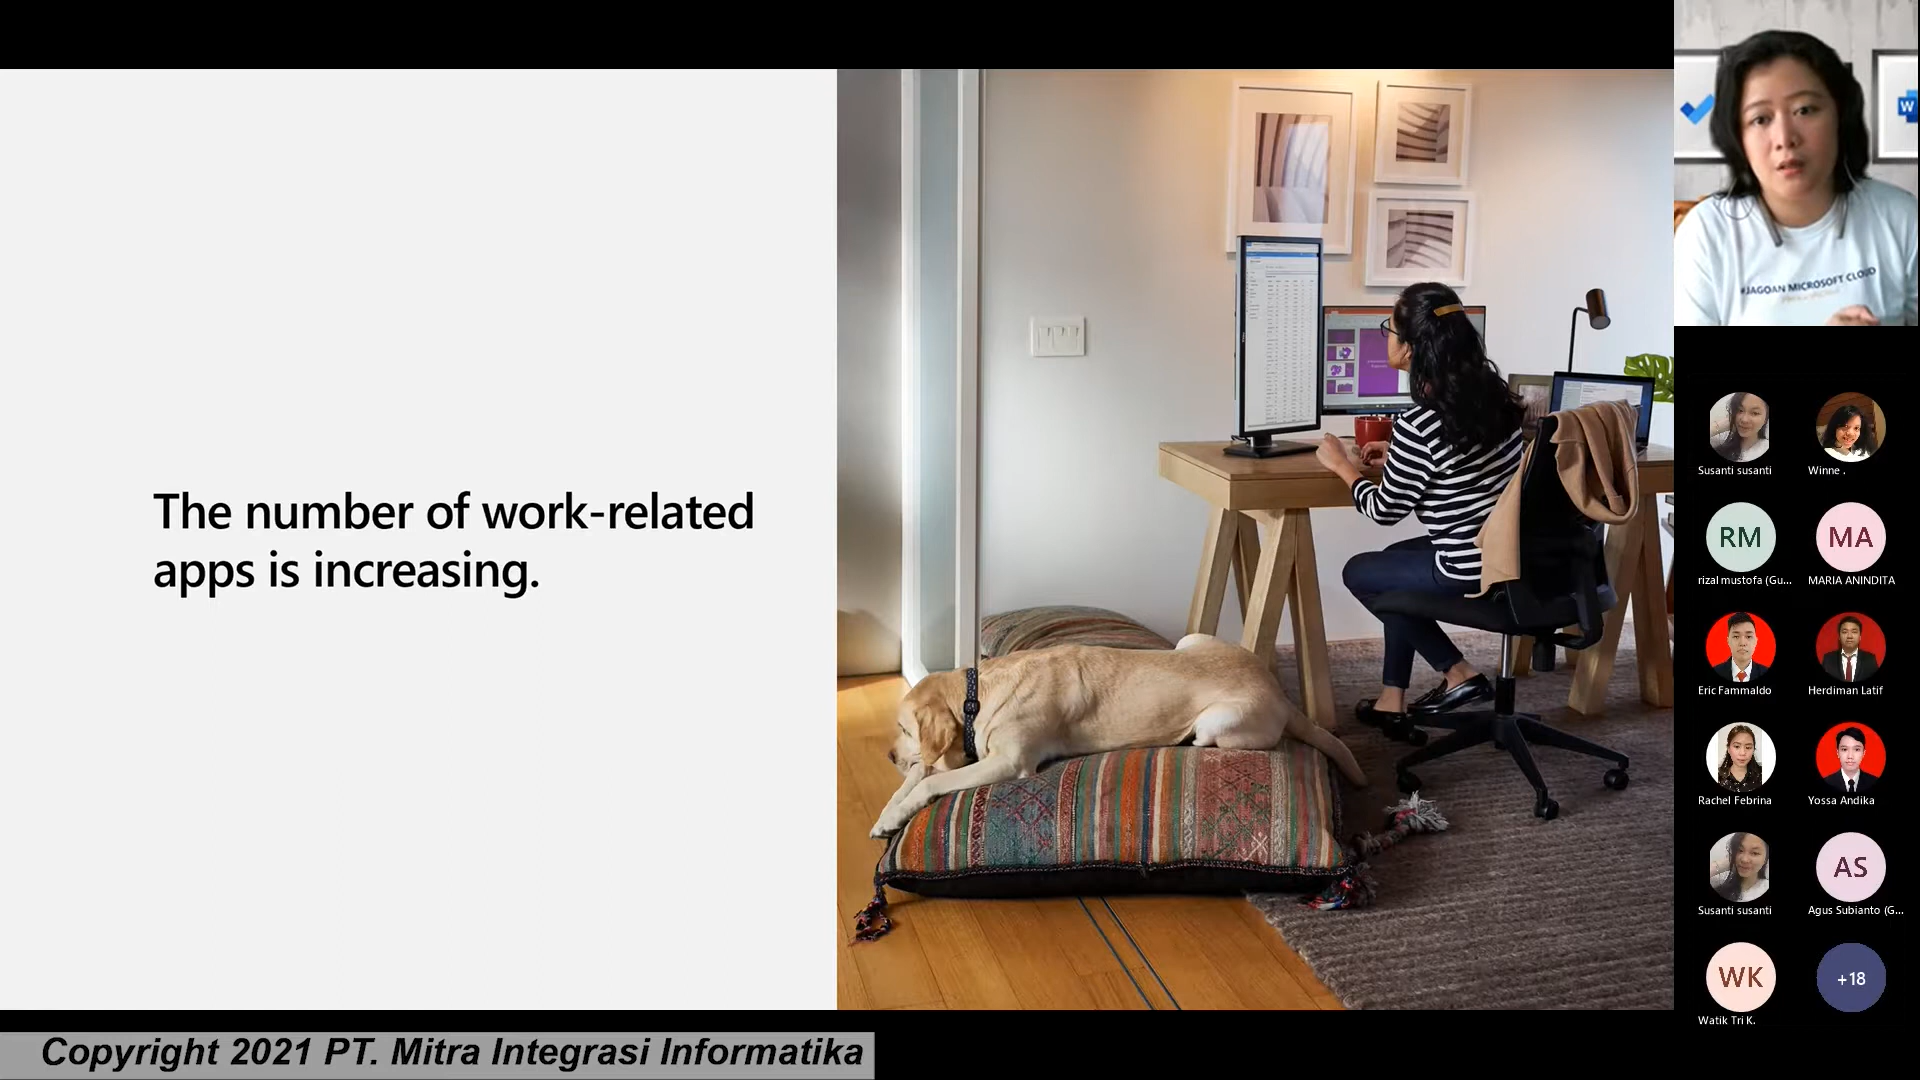 The number of work-related
apps is increasing.
W
#JAGOAN MICROSOFT CLOUD
Susanti susanti
Winne .
RM
MA
rizal mustofa (Gu...
MARIA ANINDITA
Eric Fammaldo
Herdiman Latif
Rachel Febrina
Yossa Andika
AS
Susanti susanti
Agus Subianto (G...
WK
+18
Watik Tri K.
Copyright 2021 PT. Mitra Integrasi Informatika